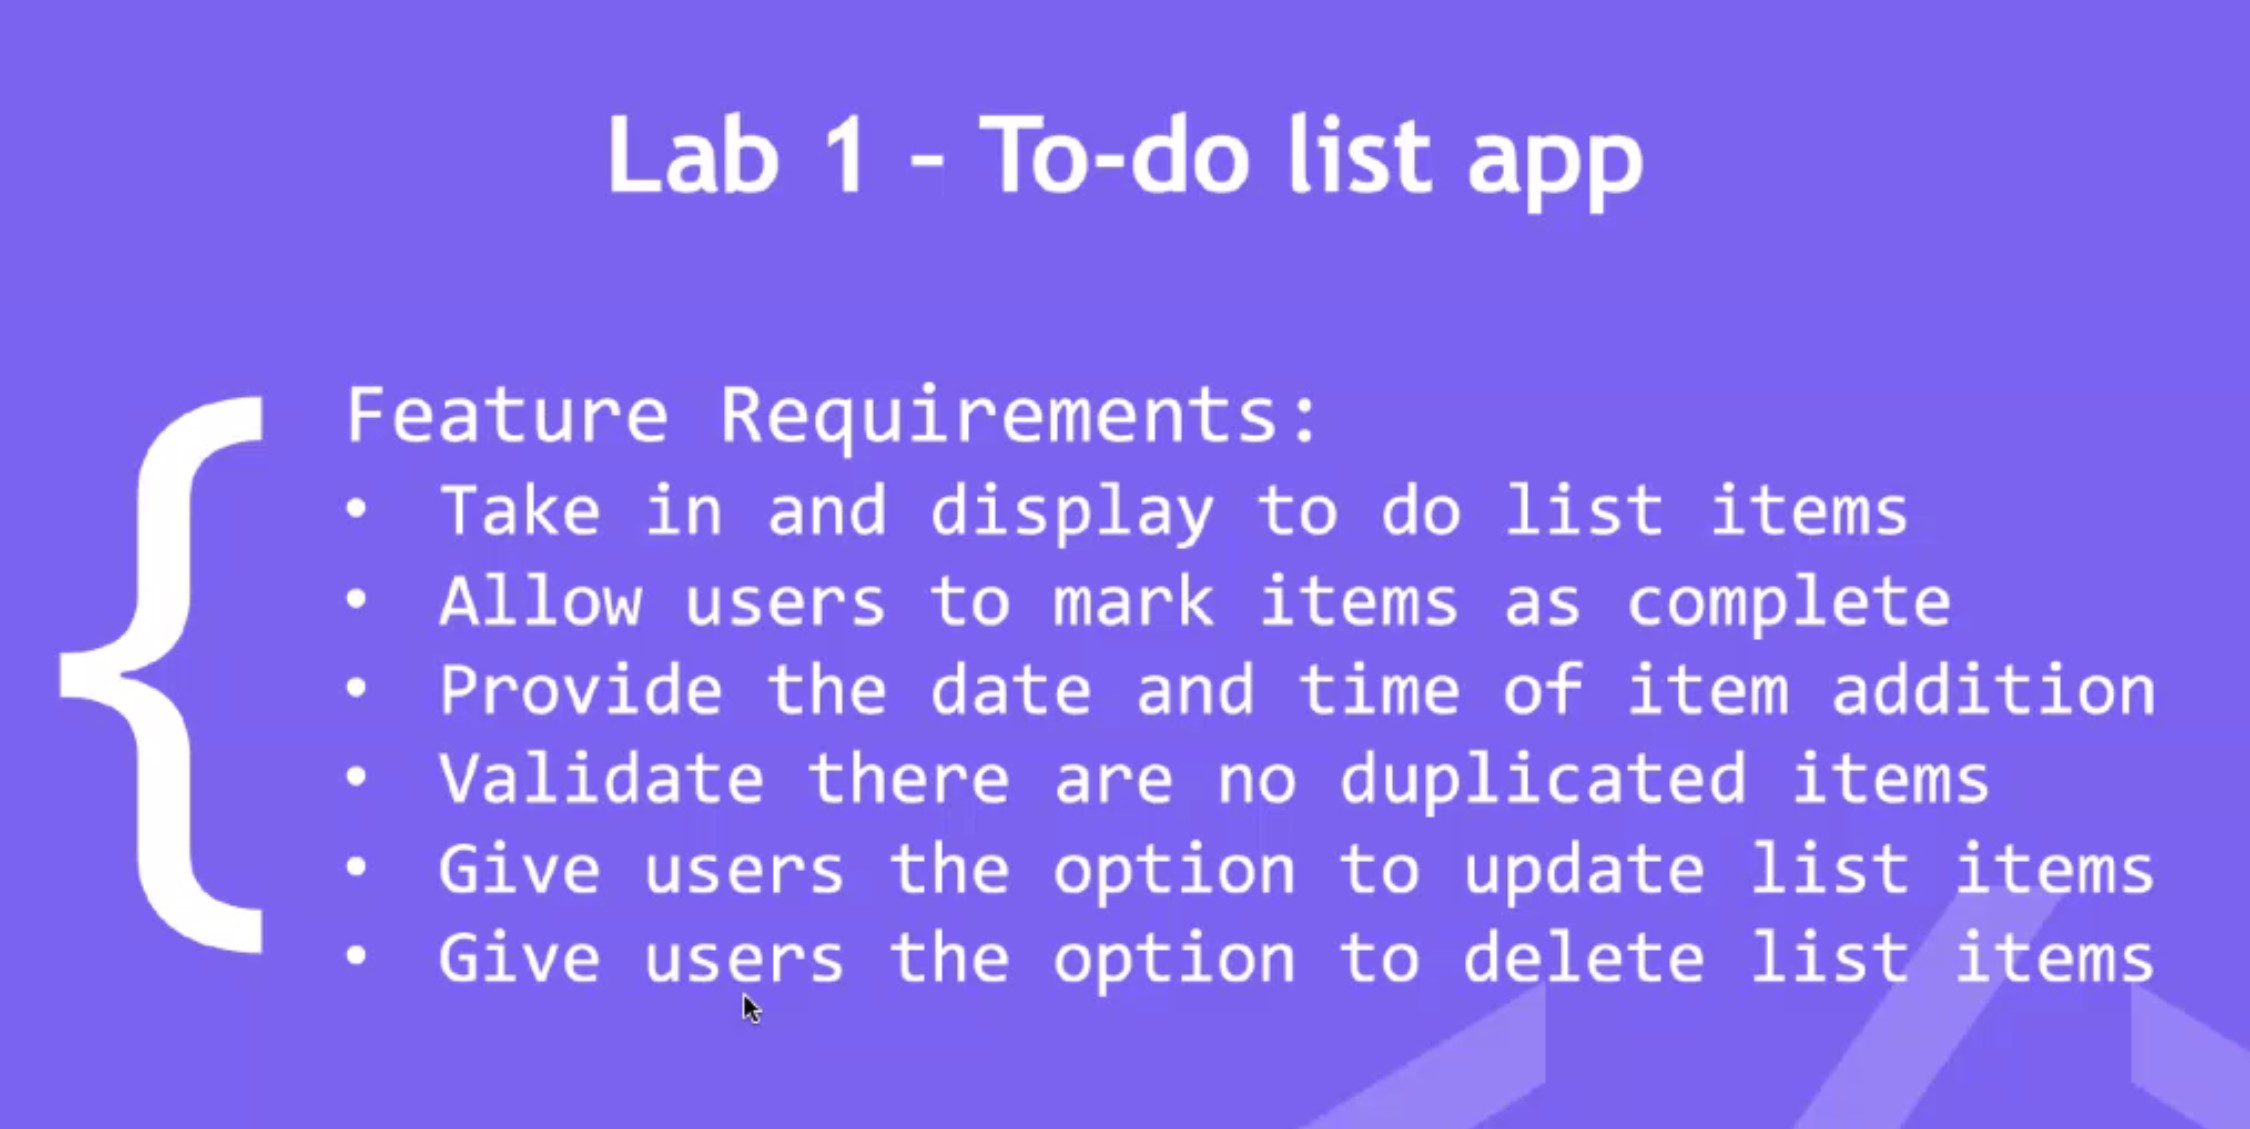 Lab 1 - To-do list app
{
Feature Requirements:
• Take in and display to do list items
• Allow users to mark items as complete
• Provide the date and time of item addition
• Validate there are no duplicated items
• Give users the option to update list items
• Give users the option to delete list items